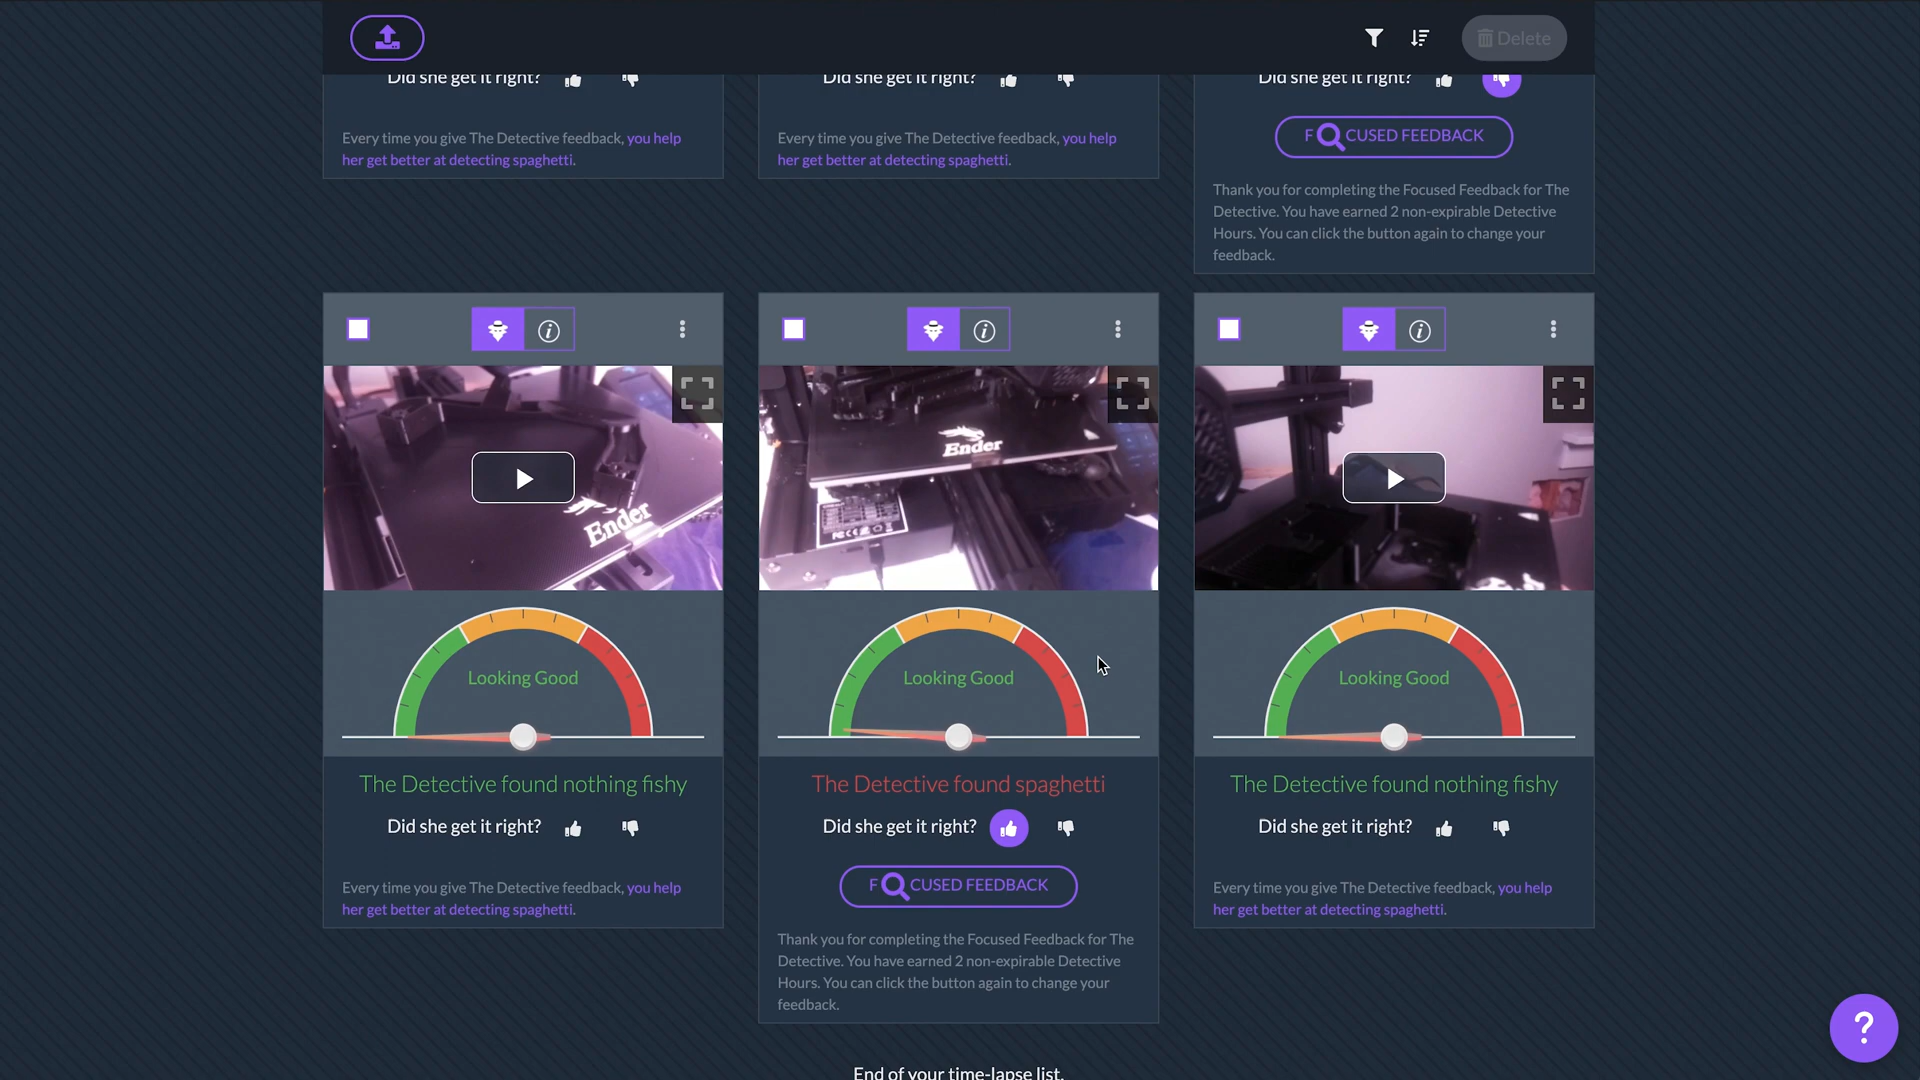 Delete
Did she get it right?
Did she get it right?
Did she get it right?
Every time you give The Detective feedback, you help
her get better at detecting spaghetti.
Every time you give The Detective feedback, you help
her get better at detecting spaghetti.
F CUSED FEEDBACK
Thank you for completing the Focused Feedback for The
Detective. You have earned 2 non-expirable Detective
Hours. You can click the button again to change your
feedback.
i
i
i
Ender
Ender
Looking Good
Looking Good
Looking Good
The Detective found nothing fishy
The Detective found spaghetti
The Detective found nothing fishy
Did she get it right?
Did she get it right?
Did she get it right?
F CUSED FEEDBACK
Every time you give The Detective feedback, you help
her get better at detecting spaghetti.
Thank you for completing the Focused Feedback for The
Detective. You have earned 2 non-expirable Detective
Hours. You can click the button again to change your
feedback.
Every time you give The Detective feedback, you help
her get better at detecting spaghetti.
?
End of your time-lapse list.